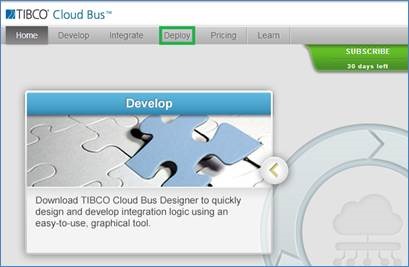 TIBCO® Cloud Bus™
Home Develop Integrate Deploy Pricing Learn
SUBSCRIBE
30 days left
Develop
Download TIBCO Cloud Bus Designer to quickly
design and develop integration logic using an
easy-to-use, graphical tool.